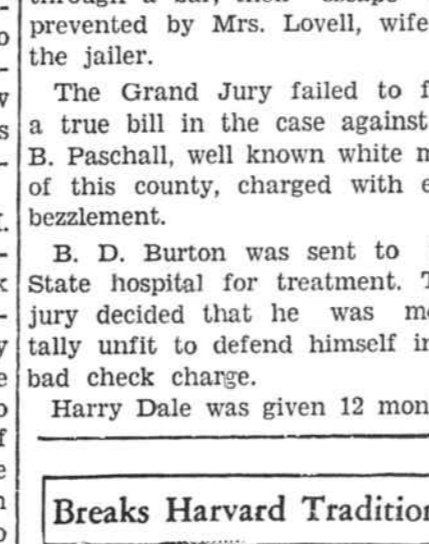 prevented by Mrs. Lovell, wife
the jailer.
The Grand Jury failed to f
a true bill in the case against
B. Paschall, well known white m
of this county, charged with e
bezzlement.
B. D. Burton was sent to
State hospital for treatment. T
jury decided that he was me
tally unfit to defend himself in
bad check charge.
Harry Dale was given 12 mon
Breaks Harvard Tradition